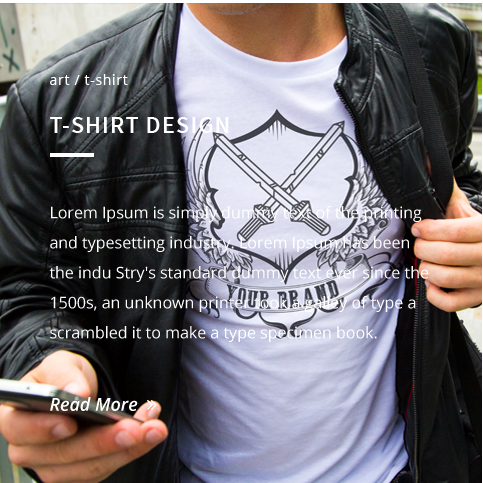 art / t-shirt
T-SHIRT DESIGN
Lorem Ipsum is simply dummy text of the printing
and typesetting industry. Lorem Ipsum has been
the indu Stry's standard dummy text ever since the
1500s, an unknown printer took a galley of type a
scrambled it to make a type specimen book.
YOUR BRAND
Read More »